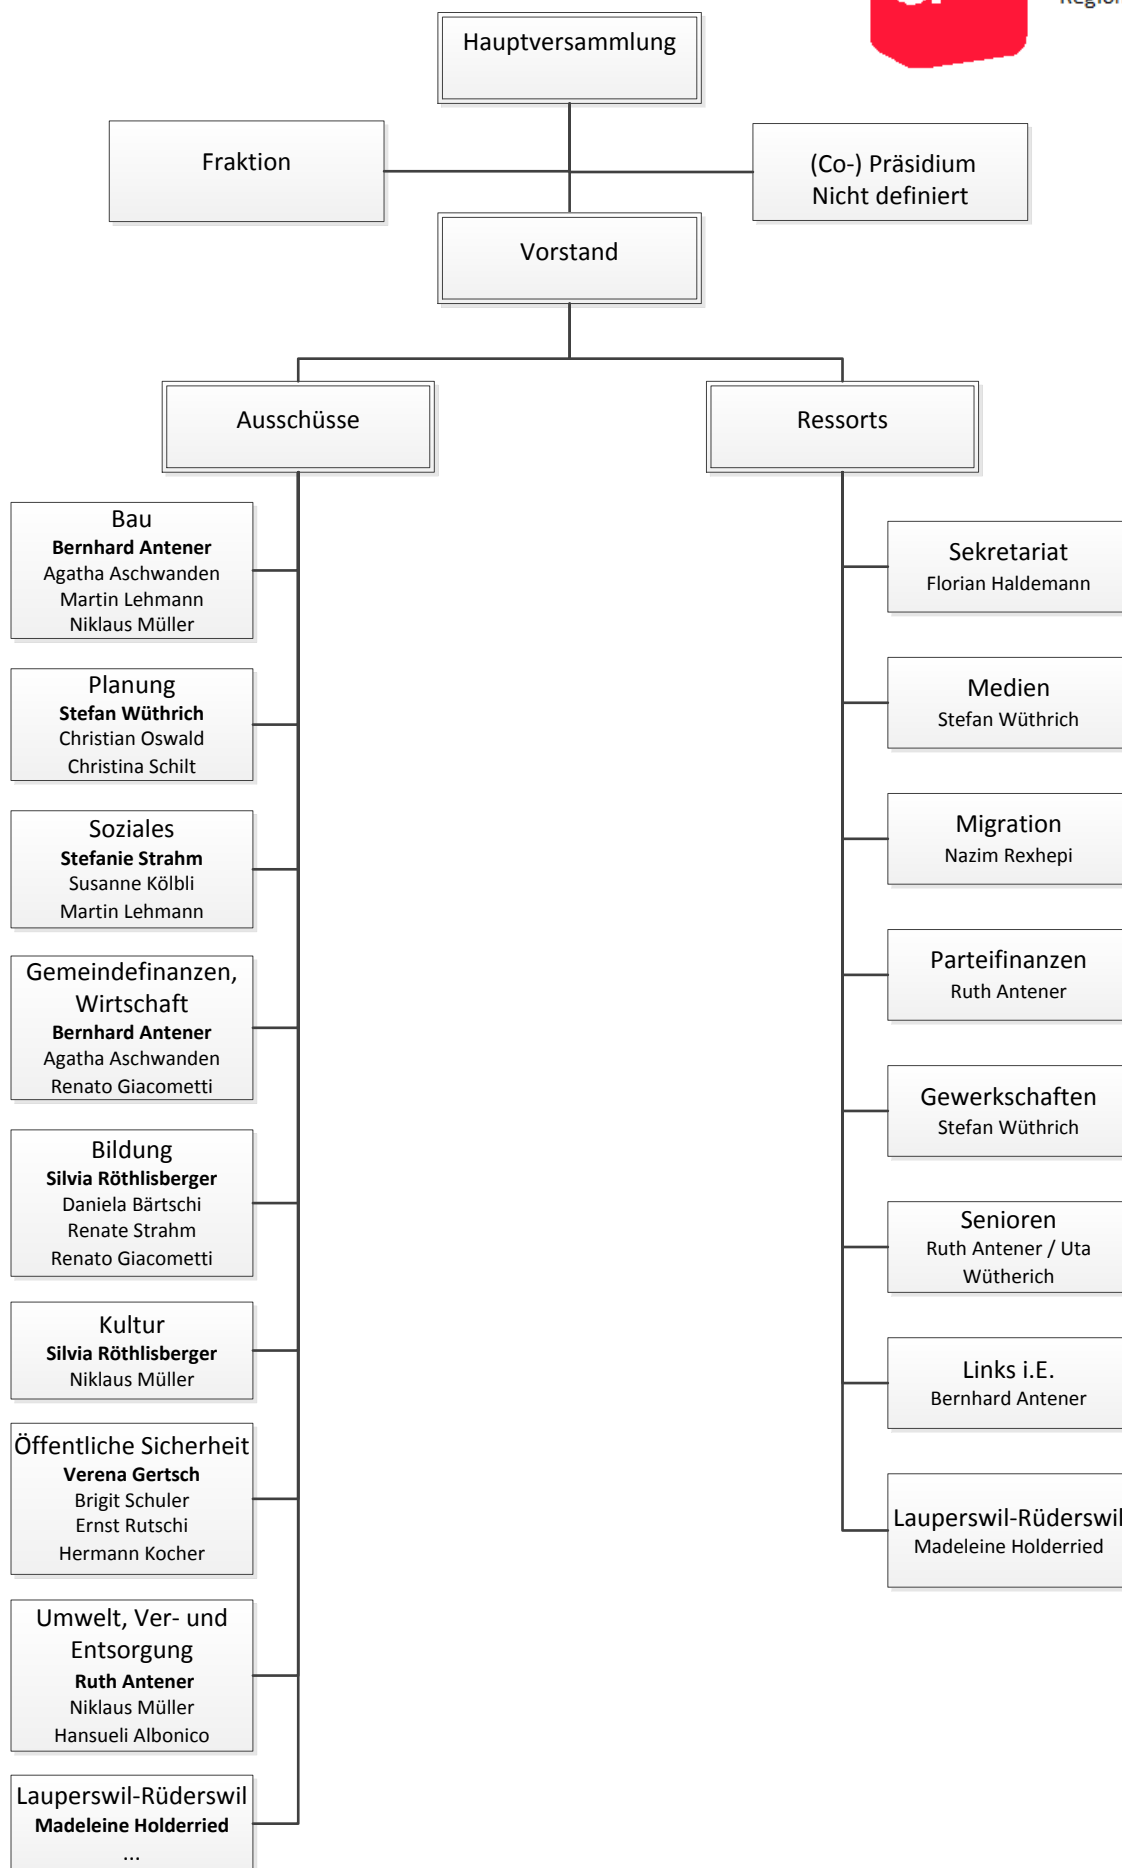 Hauptversammlung
Fraktion
(Co-) Präsidium
Nicht definiert
Vorstand
Ausschüsse
Ressorts
Bau
Bernhard Antener
Agatha Aschwanden
Martin Lehmann
Niklaus Müller
Planung
Stefan Wüthrich
Christian Oswald
Christina Schilt
Soziales
Stefanie Strahm
Susanne Kölbli
Martin Lehmann
Gemeindefinanzen,
Wirtschaft
Bernhard Antener
Agatha Aschwanden
Renato Giacometti
Bildung
Silvia Röthlisberger
Daniela Bärtschi
Renate Strahm
Renato Giacometti
Kultur
Silvia Röthlisberger
Niklaus Müller
Öffentliche Sicherheit
Verena Gertsch
Brigit Schuler
Ernst Rutschi
Hermann Kocher
Umwelt, Ver- und
Entsorgung
Ruth Antener
Niklaus Müller
Hansueli Albonico
Lauperswil-Rüderswil
Madeleine Holderried
...
Sekretariat
Florian Haldemann
Medien
Stefan Wüthrich
Migration
Nazim Rexhepi
Parteifinanzen
Ruth Antener
Gewerkschaften
Stefan Wüthrich
Senioren
Ruth Antener / Uta
Wütherich
Links i.E.
Bernhard Antener
Lauperswil-Rüderswil
Madeleine Holderried